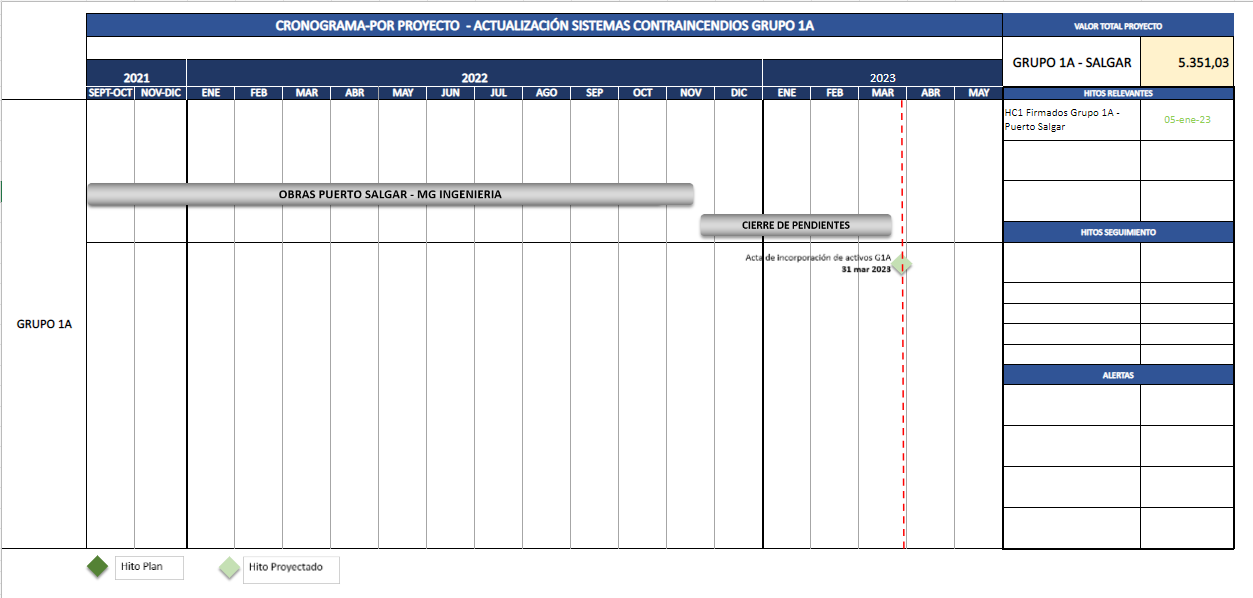 CRONOGRAMA-POR PROYECTO - ACTUALIZACIÓN SISTEMAS CONTRAINCENDIOS GRUPO 1A
VALOR TOTAL PROYECTO
GRUPO 1A - SALGAR 5.351,03
2021 2022 2023
SEPT-OCT NOV-DIC ENE FEB MAR ABR MAY JUN JUL AGO SEP OCT NOV DIC ENE FEB MAR ABR MAY
HITOS RELEVANTES
HC1 Firmados Grupo 1A -
Puerto Salgar
05-ene-23
OBRAS PUERTO SALGAR - MG INGENIERIA
CIERRE DE PENDIENTES
HITOS SEGUIMIENTO
Acta de incorporación de activos G1A
31 mar 2023
GRUPO 1A
ALERTAS
Hito Plan
Hito Proyectado